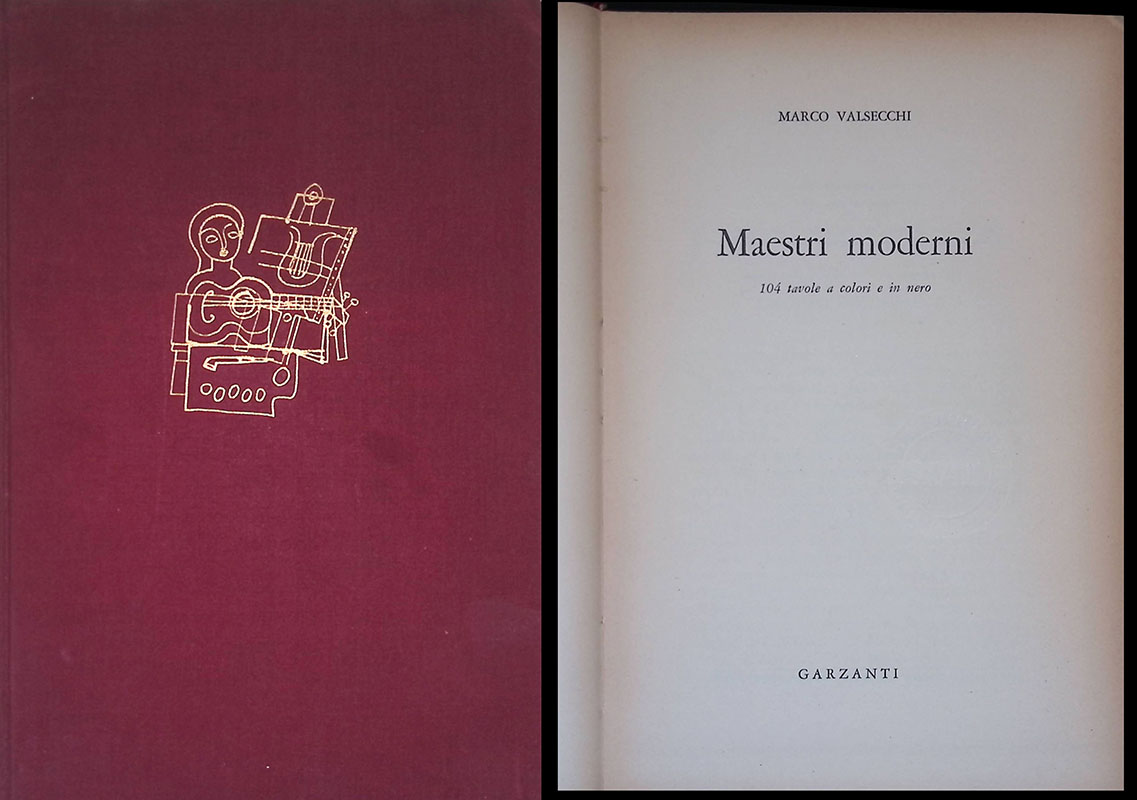 MARCO VALSECCHI
Maestri moderni
104 tavole a colori e in nero
GARZANTI